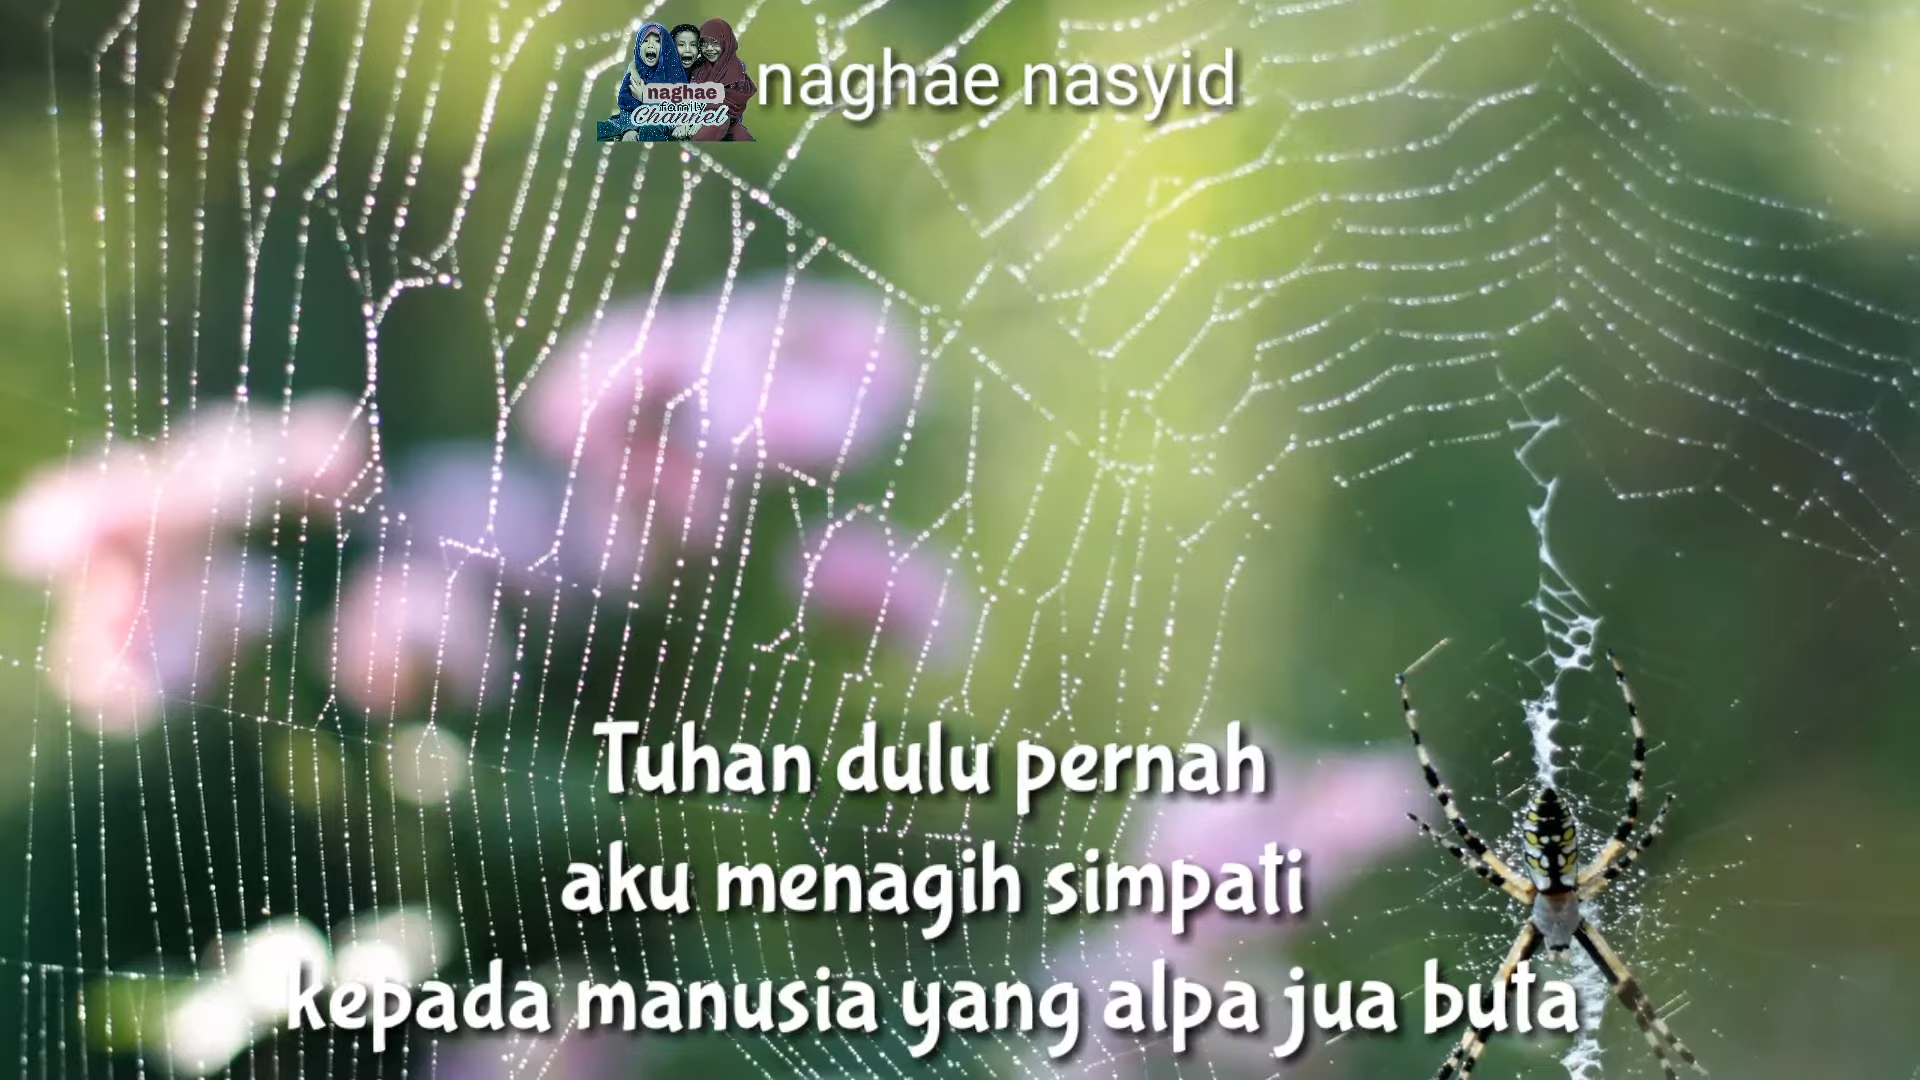 naghae nasyid
naghae
family
Channel
Tuhan dulu pernah
aku menagih simpati
kepada manusia yang alpa jua buta